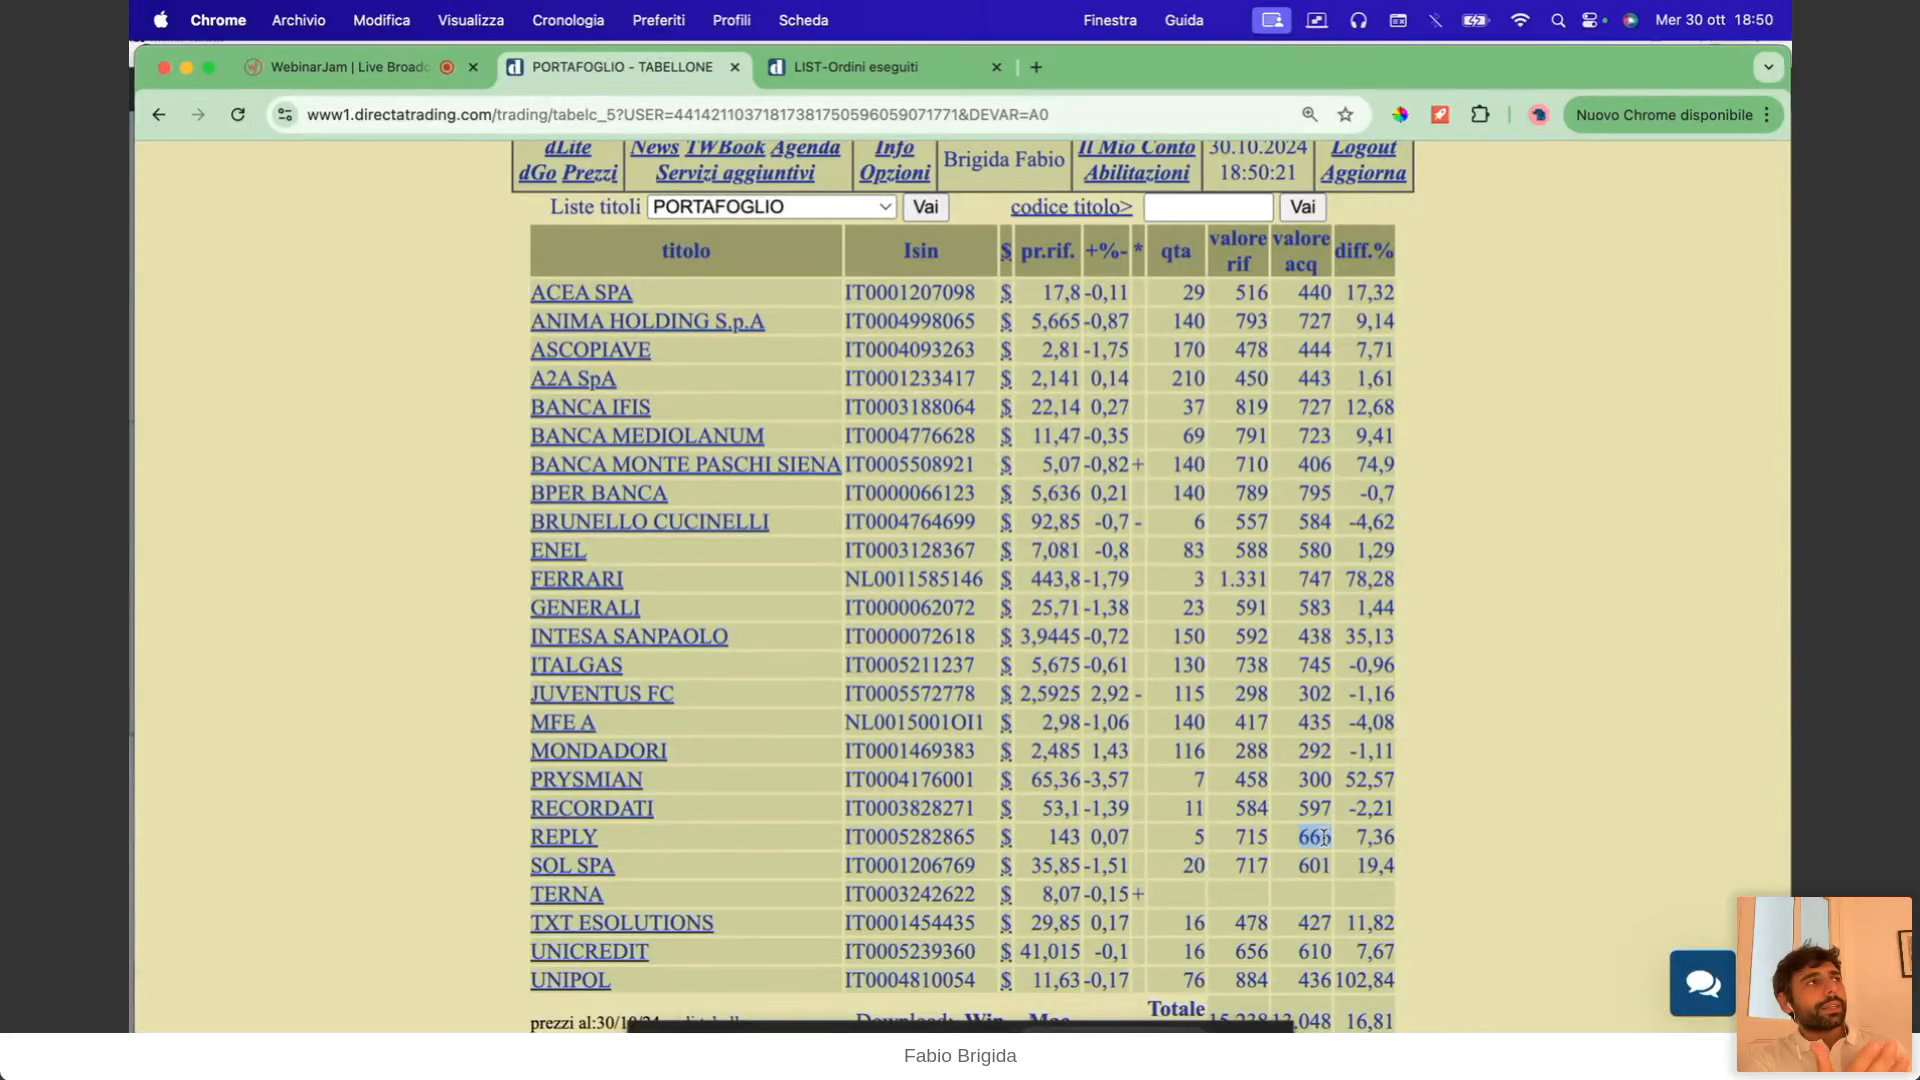 Chrome Archivio Modifica Visualizza Cronologia Preferiti Profili Scheda Finestra Guida Mer 30 ott 18:50
WebinarJam | Live Broadc PORTAFOGLIO - TABELLONE LIST-Ordini eseguiti
www1.directatrading.com/trading/tabelc_5?USER=4414211037181738175059605907​1771&DEVAR=A0 Nuovo Chrome disponibile
dLite News TWBook Agenda Info Brigida Fabio Il Mio Conto 30.10.2024 Logout
dGo Prezzi Servizi aggiuntivi Opzioni Abilitazioni 18:50:21 Aggiorna
Liste titoli PORTAFOGLIO Vai codice titolo> Vai
titolo Isin $ pr.rif. +%- * qta valore rif valore acq diff.%
ACEA SPA IT0001207098 $ 17,8 -0,11 29 516 440 17,32
ANIMA HOLDING S.p.A IT0004998065 $ 5,665 -0,87 140 793 727 9,14
ASCOPIAVE IT0004093263 $ 2,81 -1,75 170 478 444 7,71
A2A SpA IT0001233417 $ 2,141 0,14 210 450 443 1,61
BANCA IFIS IT0003188064 $ 22,14 0,27 37 819 727 12,68
BANCA MEDIOLANUM IT0004776628 $ 11,47 -0,35 69 791 723 9,41
BANCA MONTE PASCHI SIENA IT0005508921 $ 5,07 -0,82 + 140 710 406 74,9
BPER BANCA IT0000066123 $ 5,636 0,21 140 789 795 -0,7
BRUNELLO CUCINELLI IT0004764699 $ 92,85 -0,7 - 6 557 584 -4,62
ENEL IT0003128367 $ 7,081 -0,8 83 588 580 1,29
FERRARI NL0011585146 $ 443,8 -1,79 3 1.331 747 78,28
GENERALI IT0000062072 $ 25,71 -1,38 23 591 583 1,44
INTESA SANPAOLO IT0000072618 $ 3,9445 -0,72 150 592 438 35,13
ITALGAS IT0005211237 $ 5,675 -0,61 130 738 745 -0,96
JUVENTUS FC IT0005572778 $ 2,5925 2,92 - 115 298 302 -1,16
MFE A NL0015001OI1 $ 2,98 -1,06 140 417 435 -4,08
MONDADORI IT0001469383 $ 2,485 1,43 116 288 292 -1,11
PRYSMIAN IT0004176001 $ 65,36 -3,57 7 458 300 52,57
RECORDATI IT0003828271 $ 53,1 -1,39 11 584 597 -2,21
REPLY IT0005282865 $ 143 0,07 5 715 7,36
SOL SPA IT0001206769 $ 35,85 -1,51 20 717 601 19,4
TERNA IT0003242622 $ 8,07 -0,15 +
TXT ESOLUTIONS IT0001454435 $ 29,85 0,17 16 478 427 11,82
UNICREDIT IT0005239360 $ 41,015 -0,1 16 656 610 7,67
UNIPOL IT0004810054 $ 11,63 -0,17 76 884 436 102,84
Totale 16,81
prezzi al:30/10
Fabio Brigida